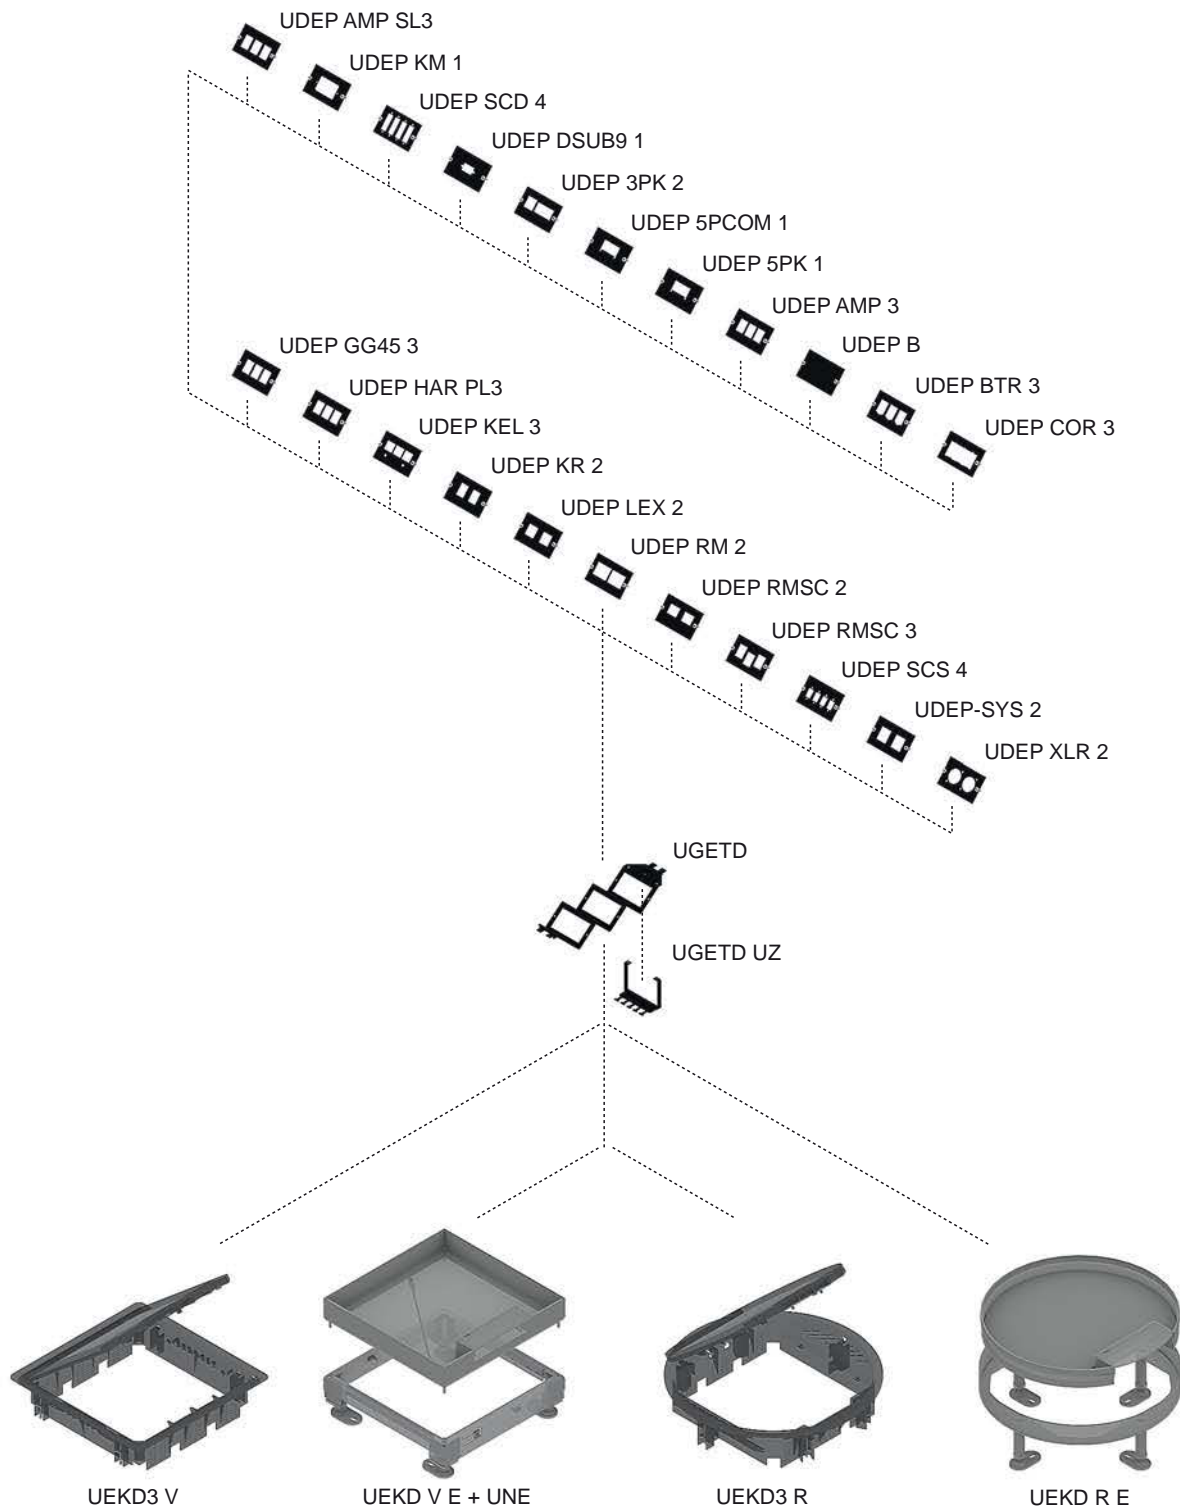 UDEP AMP SL3
UDEP KM 1
UDEP SCD 4
UDEP DSUB9 1
UDEP 3PK 2
UDEP 5PCOM 1
UDEP 5PK 1
UDEP AMP 3
UDEP B
UDEP BTR 3
UDEP COR 3
UDEP GG45 3
UDEP HAR PL3
UDEP KEL 3
UDEP KR 2
UDEP LEX 2
UDEP RM 2
UDEP RMSC 2
UDEP RMSC 3
UDEP SCS 4
UDEP-SYS 2
UDEP XLR 2
UGETD
UGETD UZ
UEKD3 V
UEKD V E + UNE
UEKD3 R
UEKD R E